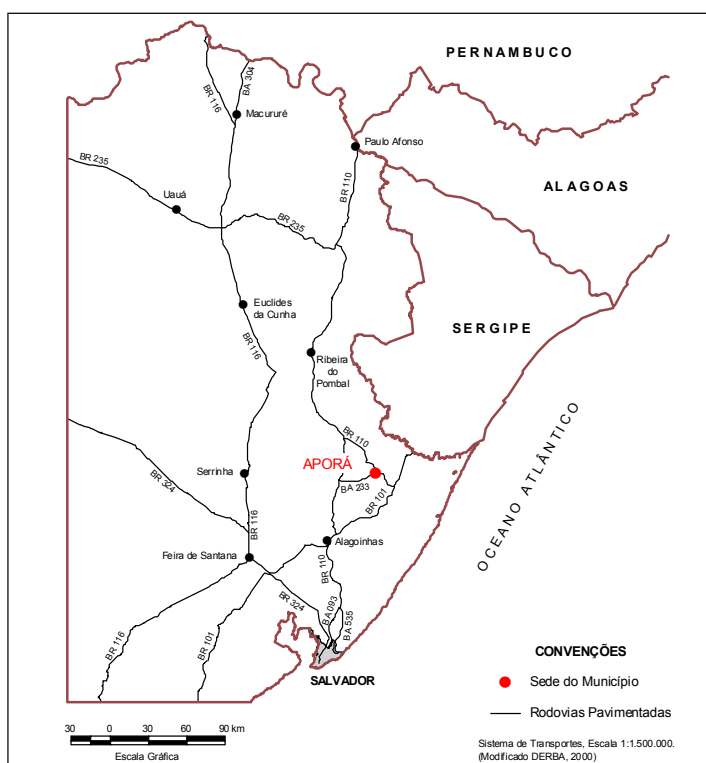 PERNAMBUCO
BR 116
BA 304
Macururé
Paulo Afonso
BR 235
BR 110
ALAGOAS
Uauá
BR 235
Euclides
da Cunha
SERGIPE
BR 116
Ribeira
do
Pombal
OCEANO ATLÂNTICO
BR 110
APORÁ
Serrinha
BA 233
BR 324
BR 101
BR 116
Alagoinhas
Feira de Santana
BR 110
BR 324
BA 093
BA 535
BR 116
BR 101
SALVADOR
CONVENÇÕES
Sede do Município
Rodovias Pavimentadas
30 0 30 60 90 km
Escala Gráfica
Sistema de Transportes, Escala 1:1.500.000.
(Modificado DERBA, 2000)